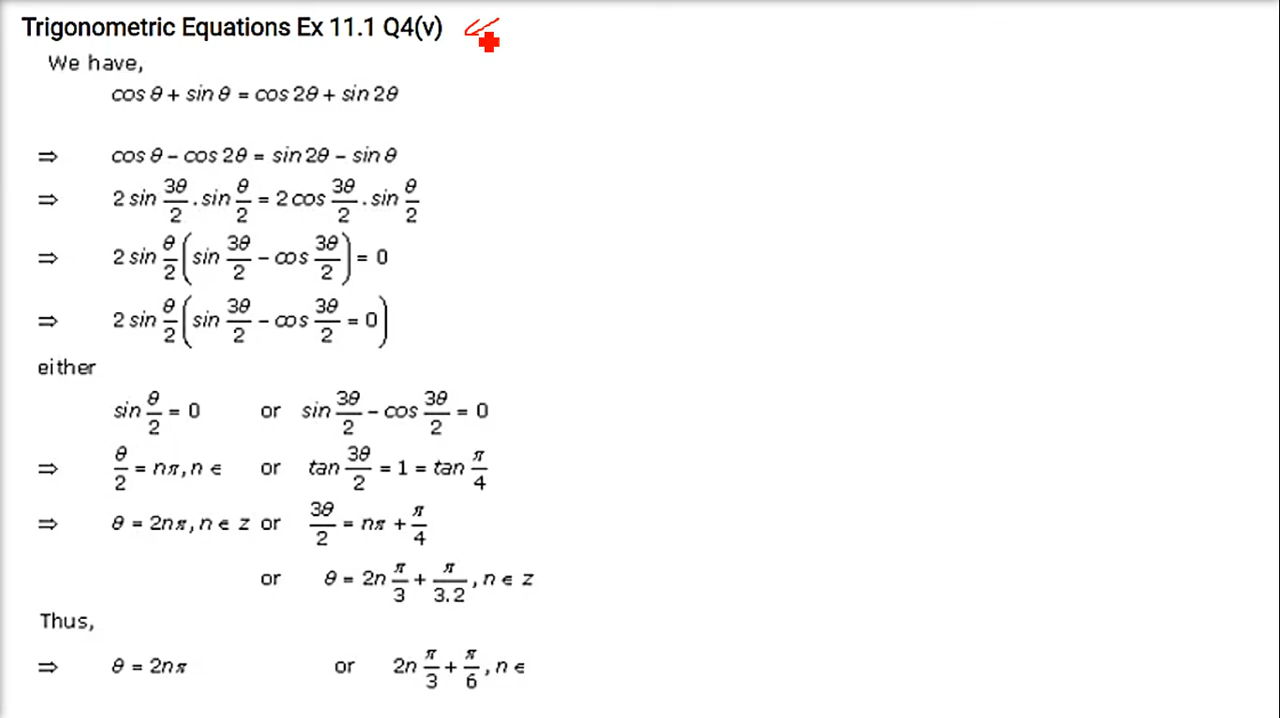 Trigonometric Equations Ex 11.1 Q4(v)
We have,
cos θ + sin θ = cos 2θ + sin 2θ
⇒ cos θ – cos 2θ = sin 2θ – sin θ
⇒ 2 sin 3θ/2 . sin θ/2 = 2 cos 3θ/2 . sin θ/2
⇒ 2 sin θ/2 (sin 3θ/2 – cos 3θ/2) = 0
⇒ 2 sin θ/2 (sin 3θ/2 – cos 3θ/2 = 0)
either
sin θ/2 = 0 or sin 3θ/2 – cos 3θ/2 = 0
⇒ θ/2 = nπ, n ∈ or tan 3θ/2 = 1 = tan π/4
⇒ θ = 2nπ, n ∈ z or 3θ/2 = nπ + π/4
or θ = 2n π/3 + π/3.2 , n ∈ z
Thus,
⇒ θ = 2nπ or 2n π/3 + π/6 , n ∈